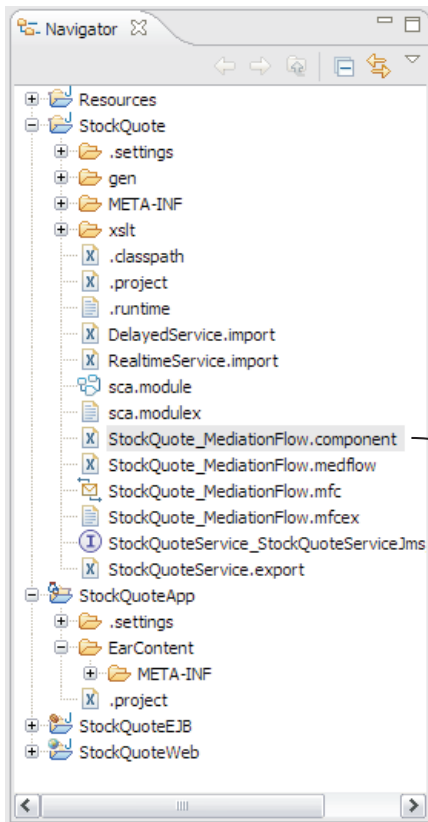 Navigator
Resources
StockQuote
.settings
gen
META-INF
xslt
.classpath
.project
.runtime
DelayedService.import
RealtimeService.import
sca.module
sca.modulex
StockQuote_MediationFlow.component
StockQuote_MediationFlow.medflow
StockQuote_MediationFlow.mfc
StockQuote_MediationFlow.mfcex
StockQuoteService_StockQuoteServiceJms
StockQuoteService.export
StockQuoteApp
.settings
EarContent
META-INF
.project
StockQuoteEJB
StockQuoteWeb